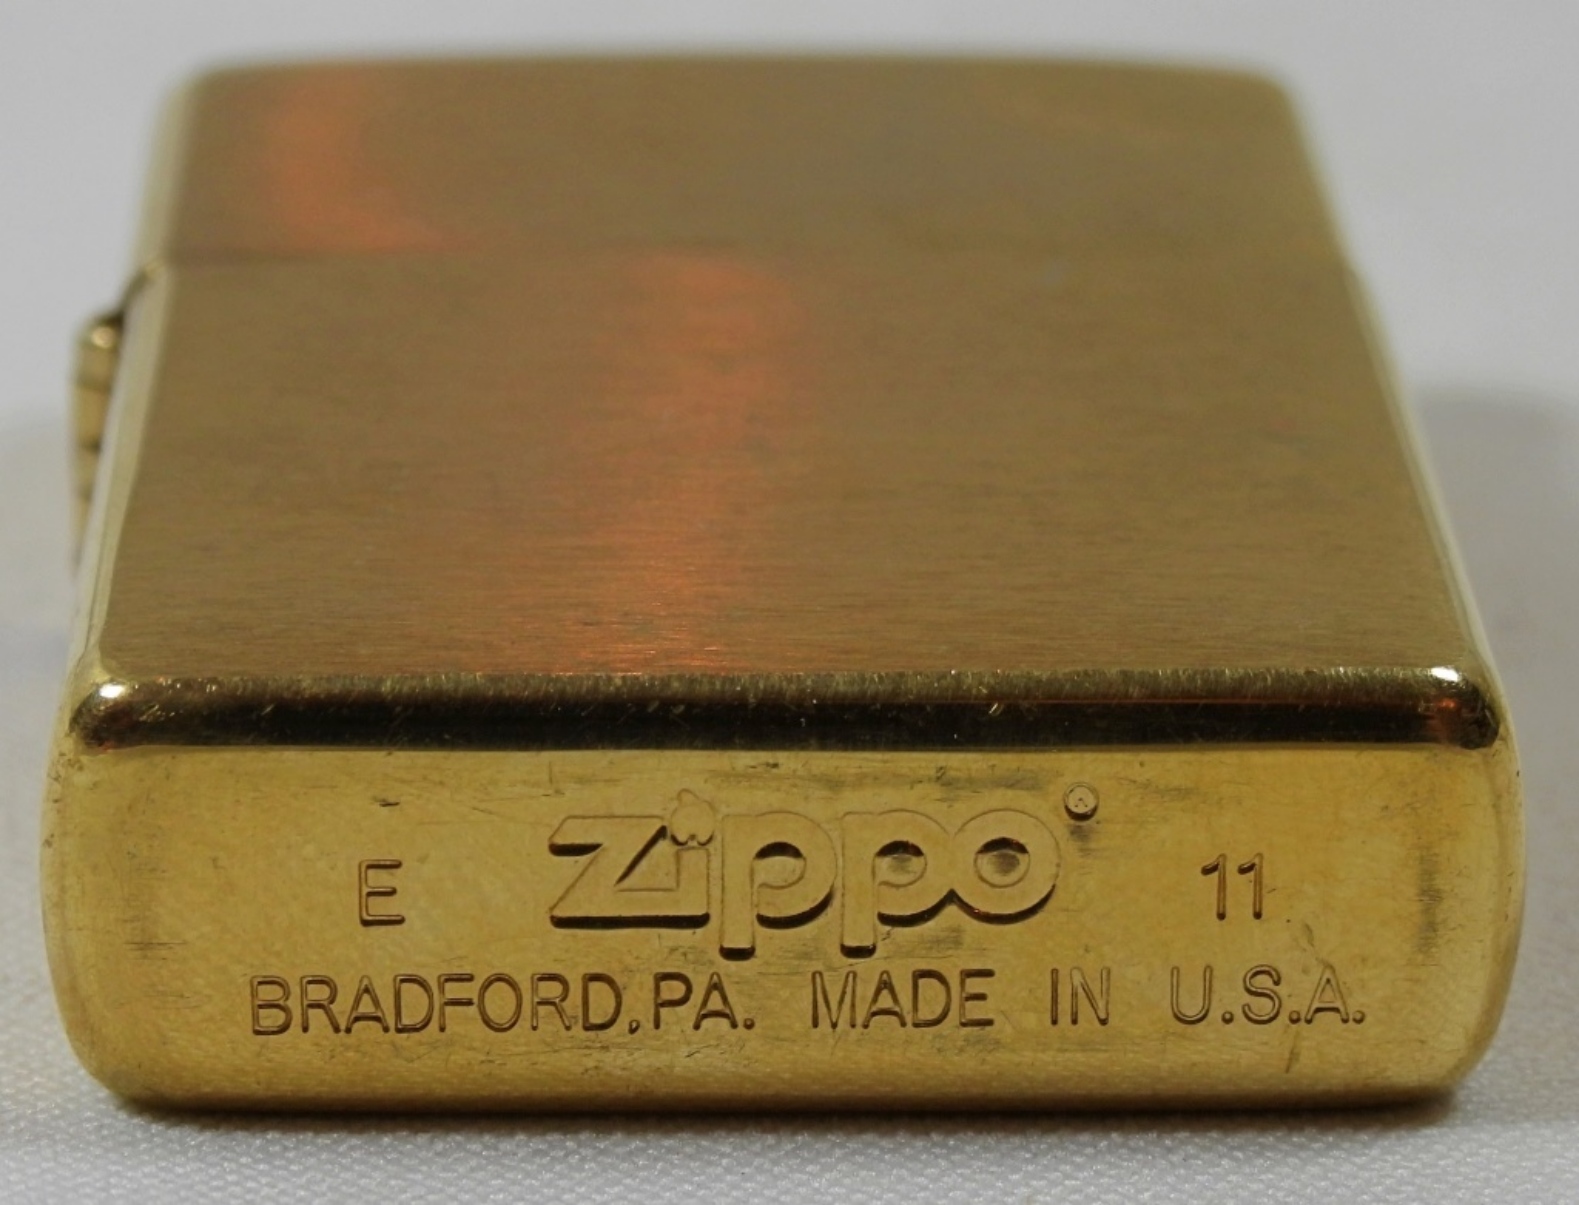 E zippo ® 11
BRADFORD, PA. MADE IN U.S.A.